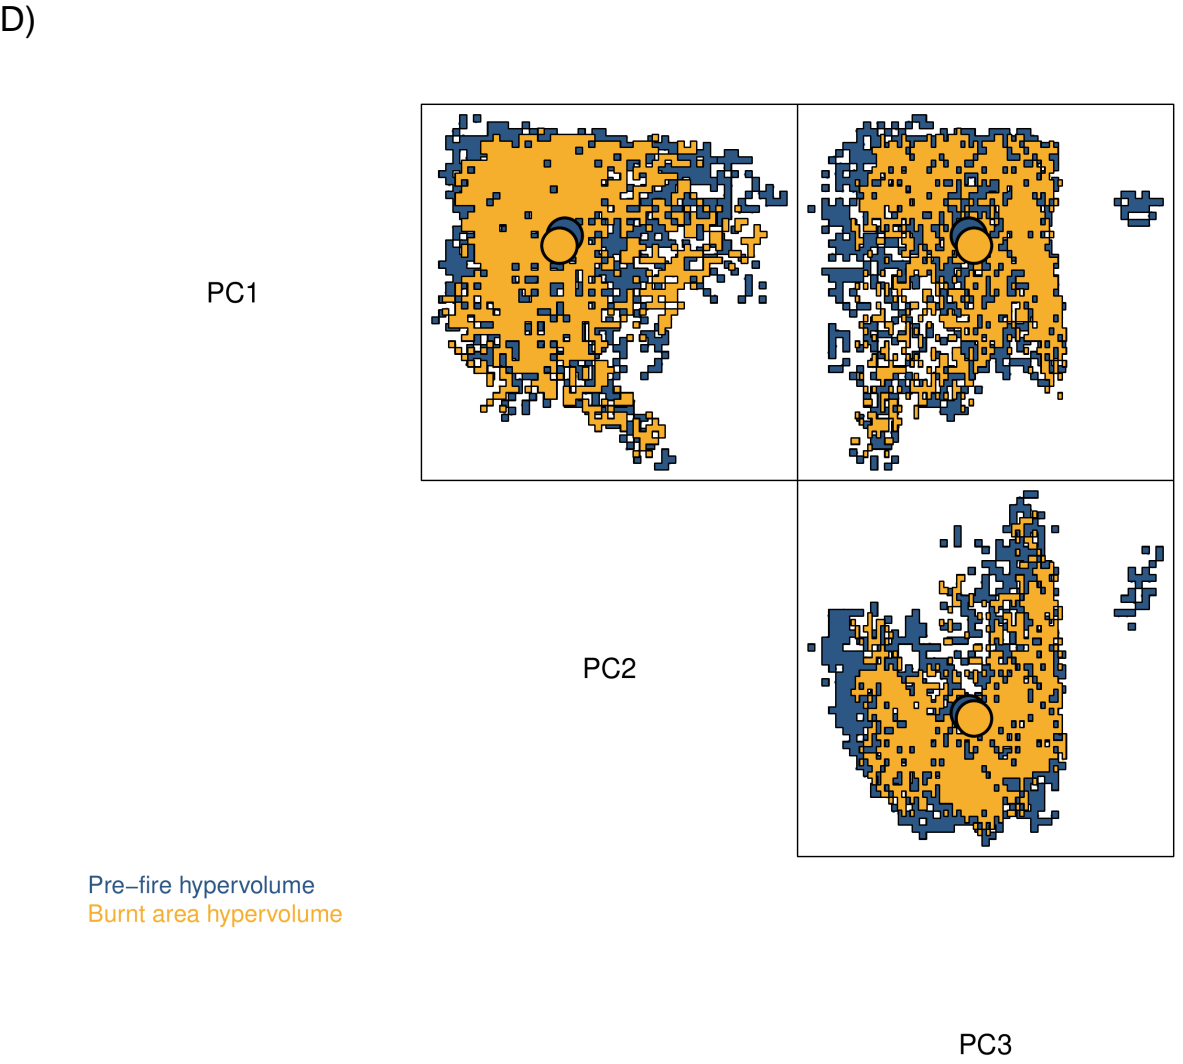 D)
PC1
PC2
Pre−fire hypervolume
Burnt area hypervolume
PC3